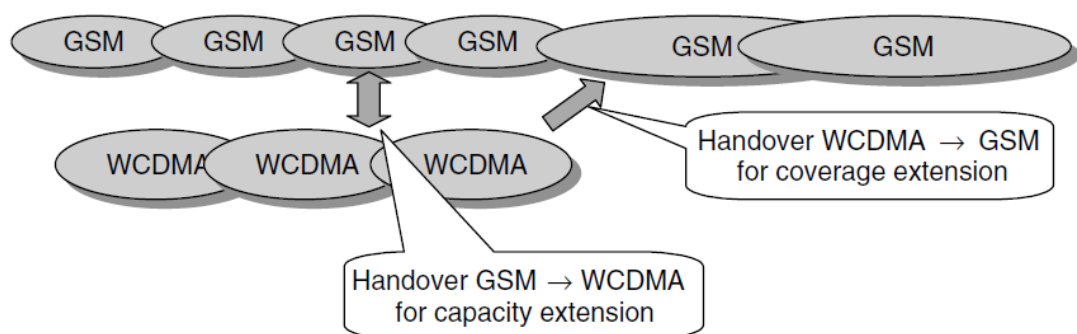 GSM GSM GSM GSM GSM GSM
WCDMA WCDMA WCDMA
Handover WCDMA → GSM
for coverage extension
Handover GSM → WCDMA
for capacity extension